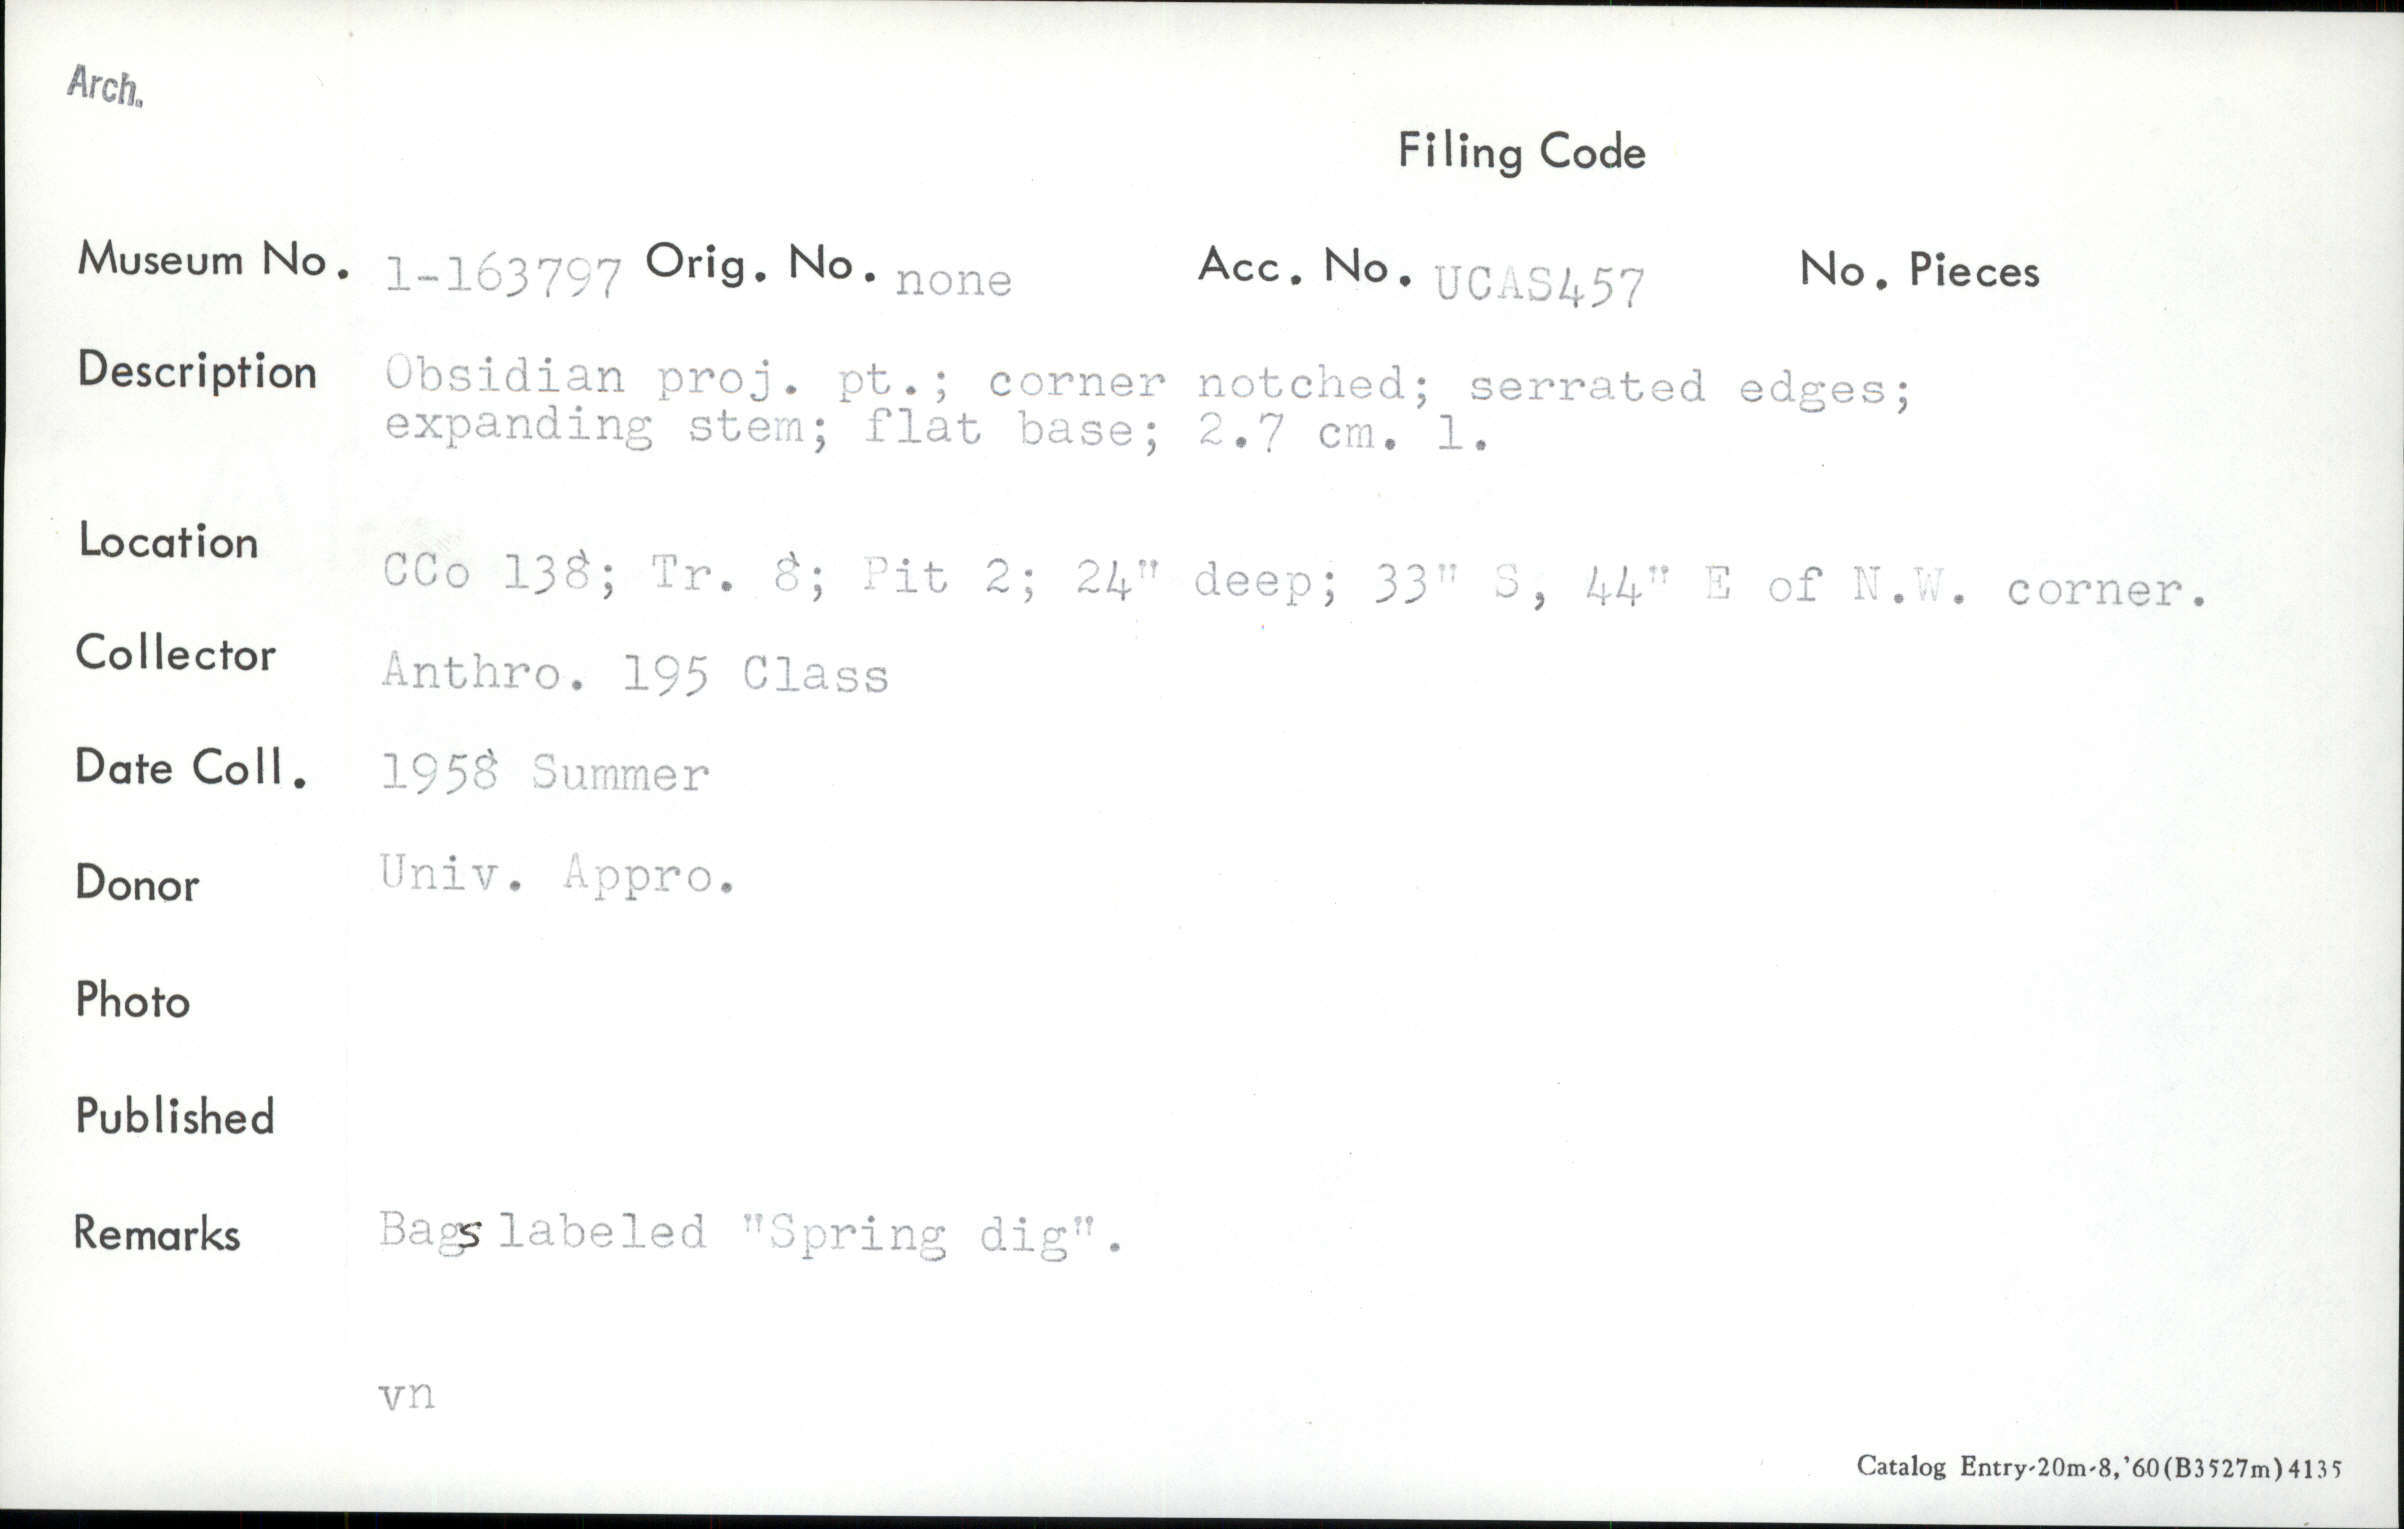 Arch.
Filing Code
Museum No. 1-163797 Orig. No. none Acc. No. UCAS457 No. Pieces
Description Obsidian proj. pt.; corner notched; serrated edges;
expanding stem; flat base; 2.7 cm. l.
Location CCo 138; Tr. 8; Pit 2; 24" deep; 33" S, 44" E of N.W. corner.
Collector Anthro. 195 Class
Date Coll. 1958 Summer
Donor Univ. Appro.
Photo
Published
Remarks Bags labeled "Spring dig".
vn
Catalog Entry-20m-8,'60(B3527m)4135